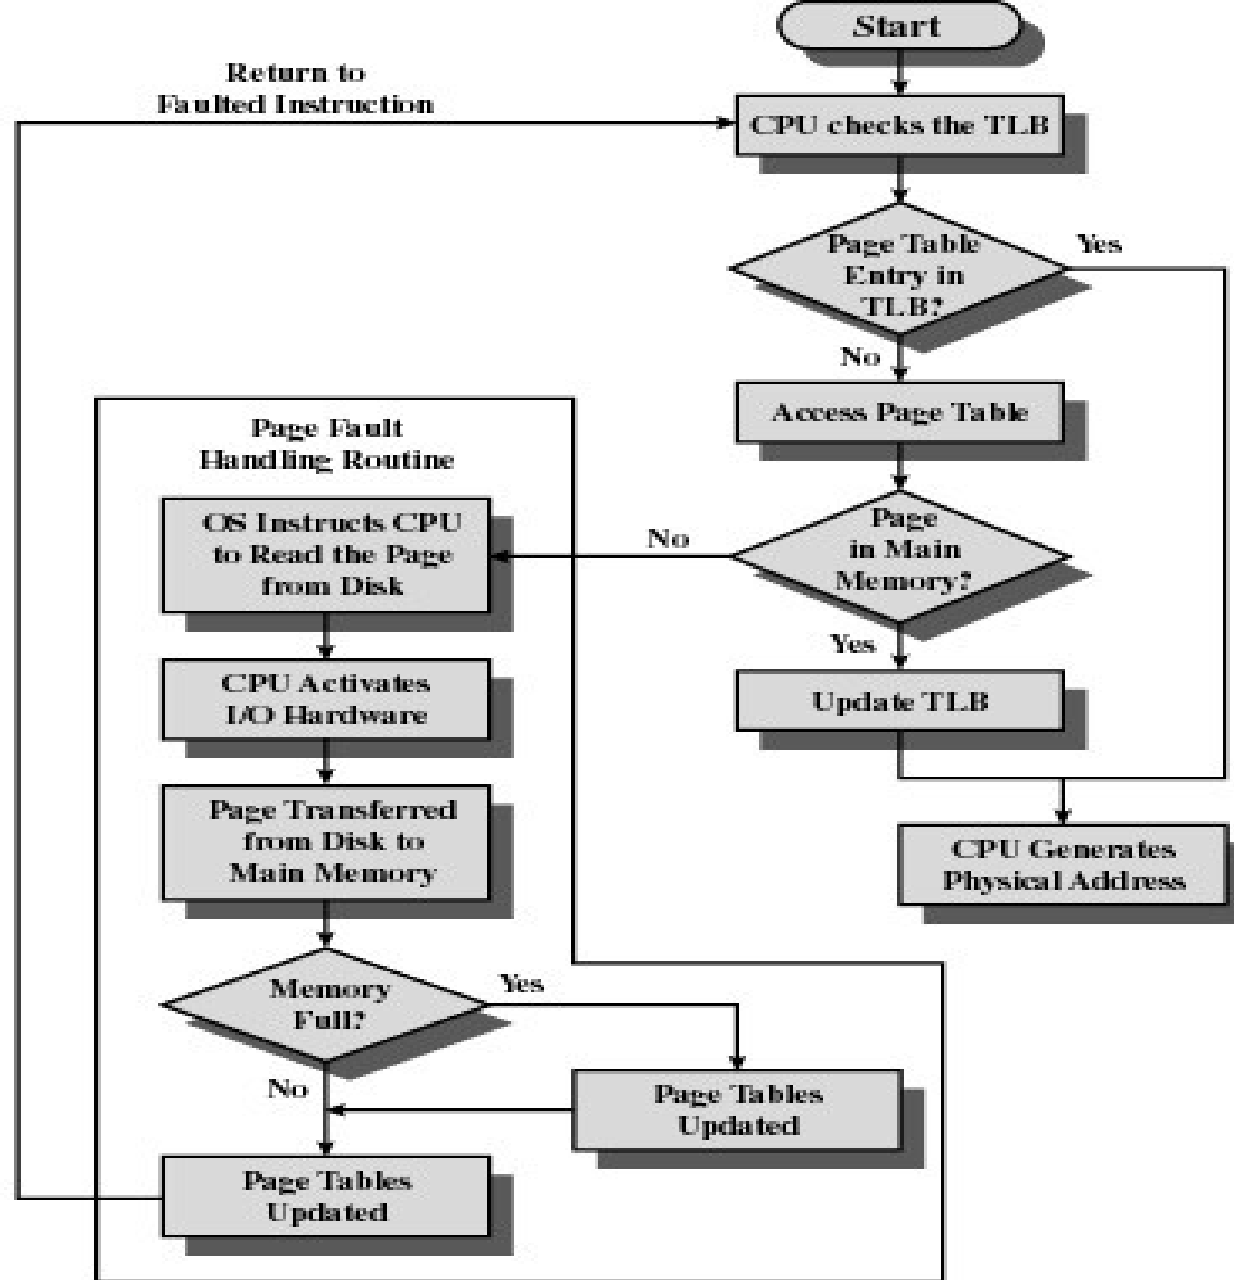 Start
Return to
Faulted Instruction
CPU checks the TLB
Page Table
Entry in
TLB?
Yes
No
Access Page Table
Page Fault
Handling Routine
OS Instructs CPU
to Read the Page
from Disk
No
Page
in Main
Memory?
Yes
CPU Activates
I/O Hardware
Update TLB
Page Transferred
from Disk to
Main Memory
CPU Generates
Physical Address
Memory
Full?
Yes
No
Page Tables
Updated
Page Tables
Updated